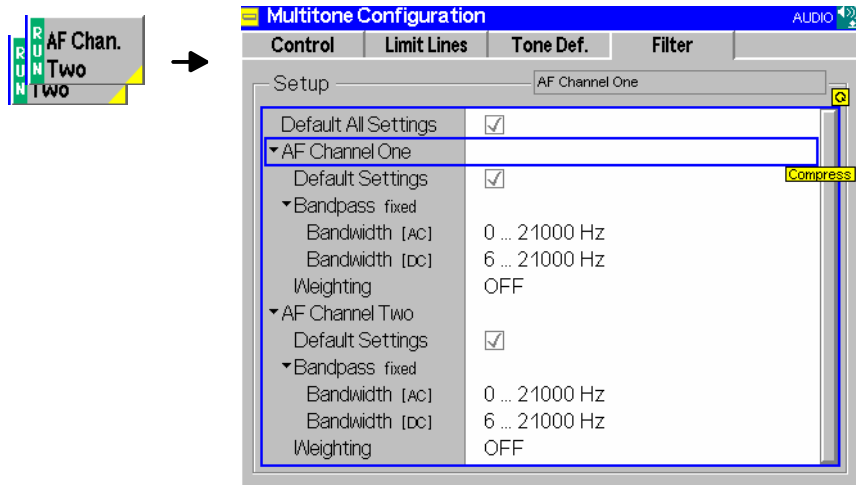 RUN
AF Chan.
Two
RUN
Two
Multitone Configuration
AUDIO
Control
Limit Lines
Tone Def.
Filter
Setup
AF Channel One
Q
Default All Settings
AF Channel One
Compress
Default Settings
Bandpass fixed
Bandwidth [AC] 0 ... 21000 Hz
Bandwidth [DC] 6 ... 21000 Hz
Weighting OFF
AF Channel Two
Default Settings
Bandpass fixed
Bandwidth [AC] 0 ... 21000 Hz
Bandwidth [DC] 6 ... 21000 Hz
Weighting OFF